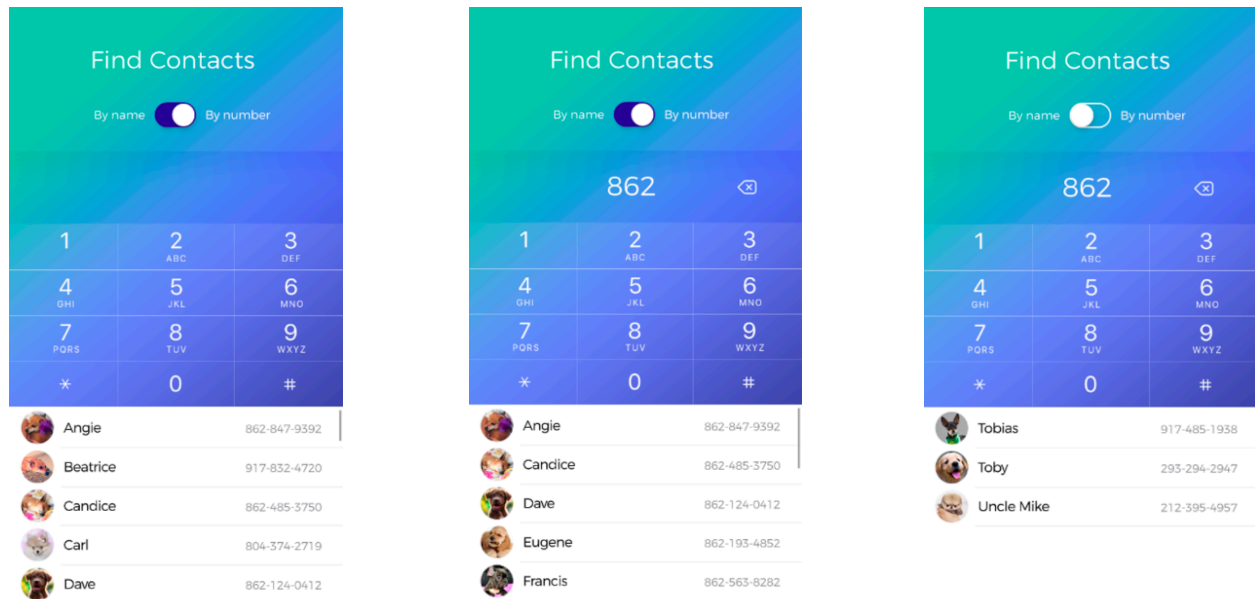 Find Contacts
By name By number
1 2 3
ABC DEF
4 5 6
GHI JKL MNO
7 8 9
PQRS TUV WXYZ
* 0 #
Angie 862-847-9392
Beatrice 917-832-4720
Candice 862-485-3750
Carl 804-374-2719
Dave 862-124-0412
Find Contacts
By name By number
862
1 2 3
ABC DEF
4 5 6
GHI JKL MNO
7 8 9
PQRS TUV WXYZ
* 0 #
Angie 862-847-9392
Candice 862-485-3750
Dave 862-124-0412
Eugene 862-193-4852
Francis 862-563-8282
Find Contacts
By name By number
862
1 2 3
ABC DEF
4 5 6
GHI JKL MNO
7 8 9
PQRS TUV WXYZ
* 0 #
Tobias 917-485-1938
Toby 293-294-2947
Uncle Mike 212-395-4957